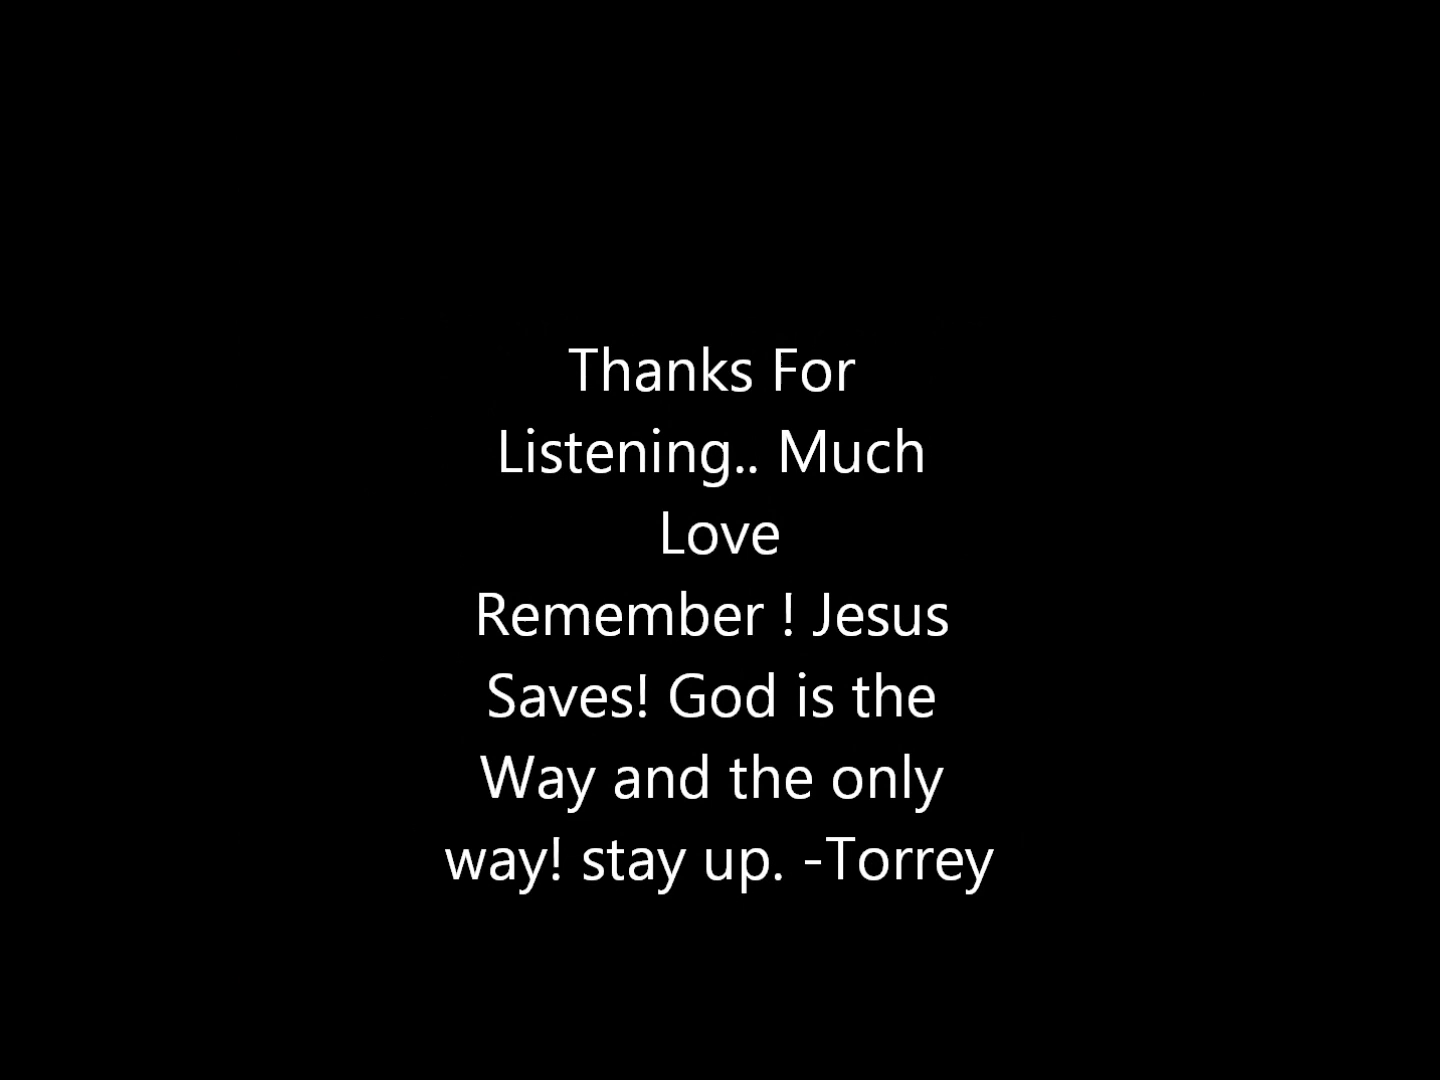 Thanks For
Listening.. Much
Love
Remember ! Jesus
Saves! God is the
Way and the only
way! stay up. -Torrey